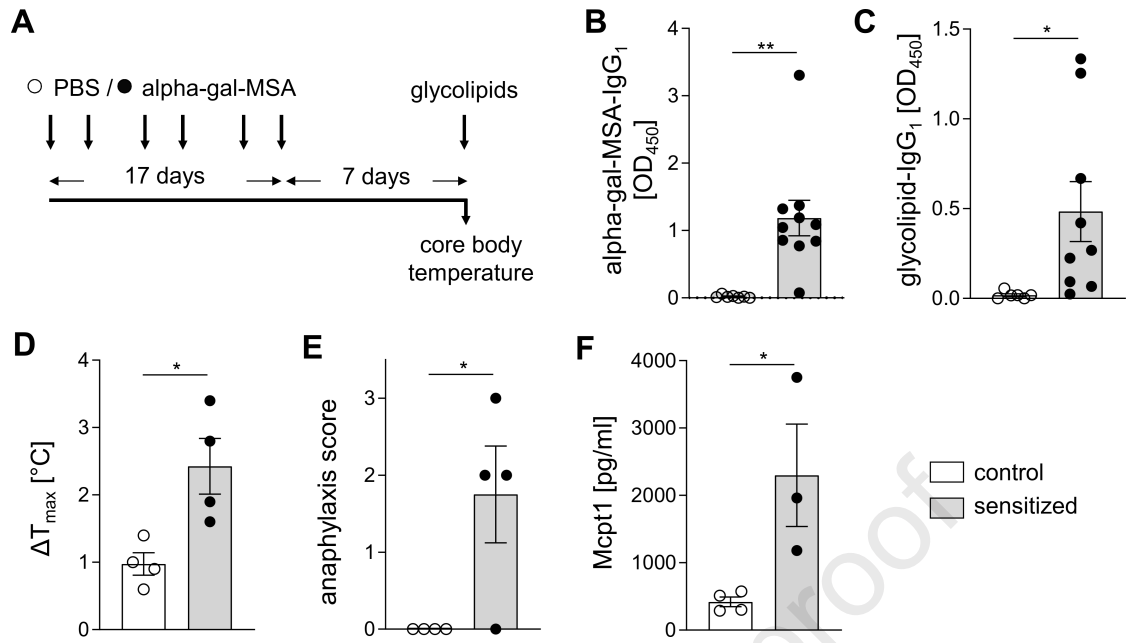 A
○ PBS / ● alpha-gal-MSA
glycolipids
17 days
7 days
core body
temperature
B
alpha-gal-MSA-IgG1
[OD450]
4
3
2
1
0
**
C
glycolipid-IgG1 [OD450]
1.5
1.0
0.5
0.0
*
D
ΔTmax [°C]
4
3
2
1
0
*
E
anaphylaxis score
3
2
1
0
*
F
Mcpt1 [pg/ml]
4000
3000
2000
1000
0
*
control
sensitized
proof